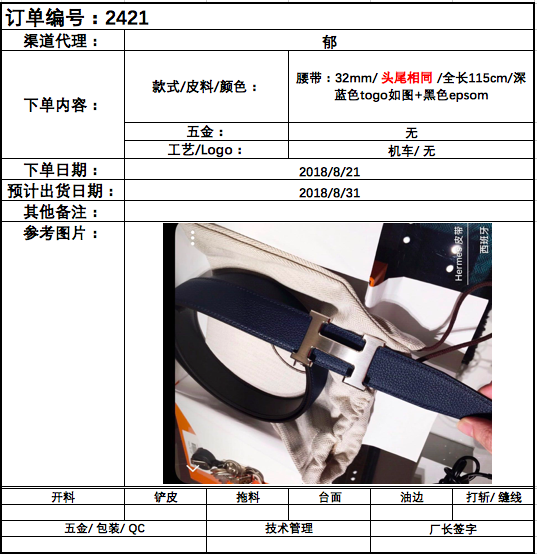 订单编号：2421
渠道代理： 郁
下单内容： 款式/皮料/颜色： 腰带：32mm/ 头尾相同 /全长115cm/深
蓝色togo如图+黑色epsom
五金： 无
工艺/Logo： 机车/ 无
下单日期： 2018/8/21
预计出货日期： 2018/8/31
其他备注：
参考图片：
西班牙
Hermes皮带
开料 铲皮 拖料 台面 油边 打斩/ 缝线
五金/ 包装/ QC 技术管理 厂长签字